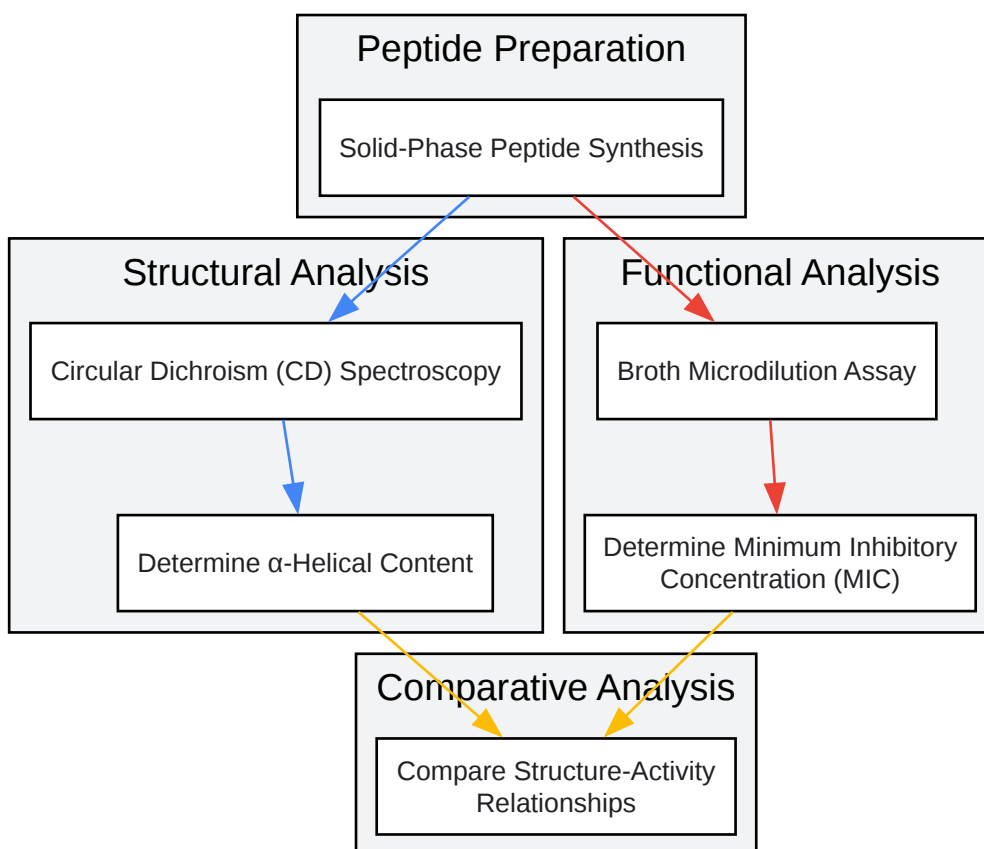 Peptide Preparation
Solid-Phase Peptide Synthesis
Structural Analysis
Circular Dichroism (CD) Spectroscopy
Determine α-Helical Content
Functional Analysis
Broth Microdilution Assay
Determine Minimum Inhibitory
Concentration (MIC)
Comparative Analysis
Compare Structure-Activity
Relationships